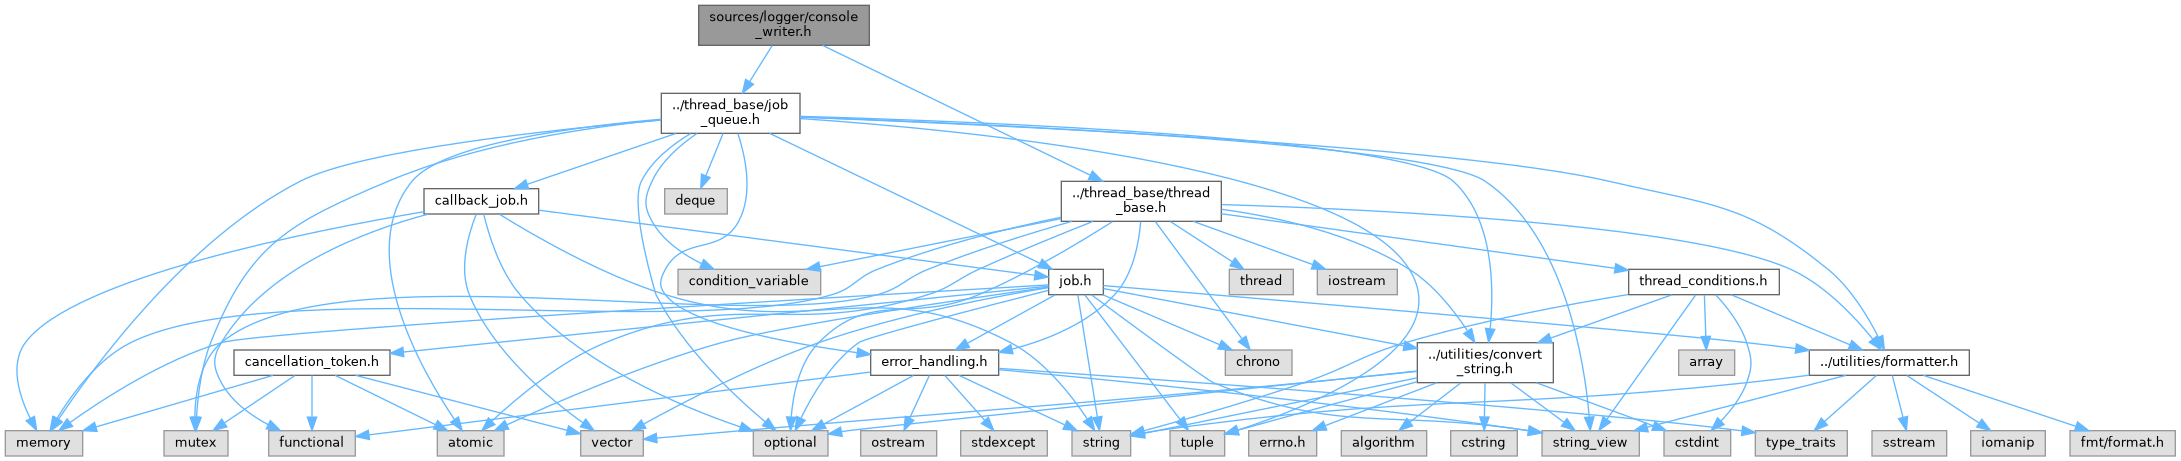 sources/logger/console
_writer.h
../thread_base/job
_queue.h
callback_job.h
deque
../thread_base/thread
_base.h
condition_variable
job.h
thread
iostream
thread_conditions.h
cancellation_token.h
error_handling.h
chrono
../utilities/convert
_string.h
array
../utilities/formatter.h
memory
mutex
functional
atomic
vector
optional
ostream
stdexcept
string
tuple
errno.h
algorithm
cstring
string_view
cstdint
type_traits
sstream
iomanip
fmt/format.h